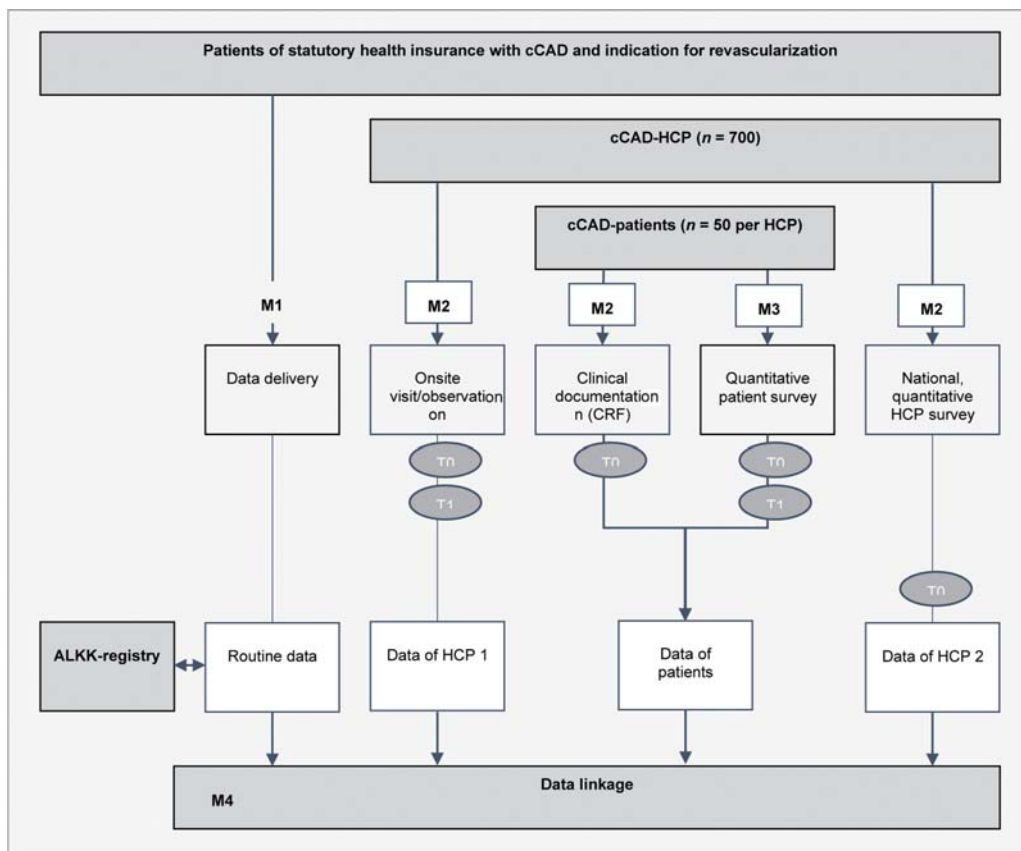 Patients of statutory health insurance with cCAD and indication for revascularization
cCAD-HCP (n = 700)
cCAD-patients (n = 50 per HCP)
M1
M2
M2
M3
M2
Data delivery
Onsite
visit/observation
on
Clinical
documentation
n (CRF)
Quantitative
patient survey
National,
quantitative
HCP survey
T0
T0
T0
T1
T1
T0
ALKK-registry
Routine data
Data of HCP 1
Data of
patients
Data of HCP 2
Data linkage
M4